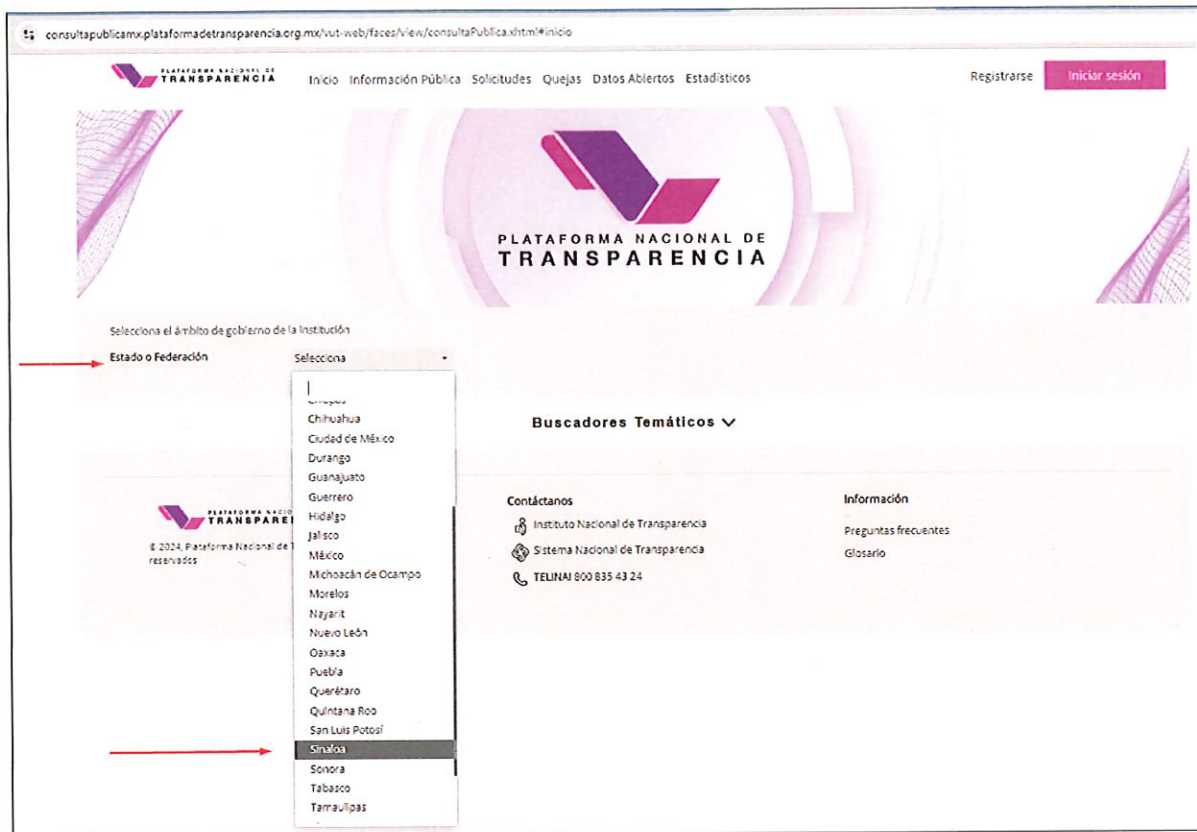 consultapublicamx.plataformadetransparencia.org.mx/vut-web/faces/view/consultaPublica.xhtml#inicio
PLATAFORMA NACIONAL DE
TRANSPARENCIA
Inicio Información Pública Solicitudes Quejas Datos Abiertos Estadísticos
Registrarse
Iniciar sesión
PLATAFORMA NACIONAL DE
TRANSPARENCIA
Selecciona el ámbito de gobierno de la Institución
Estado o Federación
Selecciona
Chihuahua
Ciudad de México
Durango
Guanajuato
Guerrero
Hidalgo
Jalisco
México
Michoacán de Ocampo
Morelos
Nayarit
Nuevo León
Oaxaca
Puebla
Querétaro
Quintana Roo
San Luis Potosí
Sinaloa
Sonora
Tabasco
Tamaulipas
Buscadores Temáticos
PLATAFORMA NACIO
TRANSPARE
© 2024, Plataforma Nacional de T
reservados
Contáctanos
Instituto Nacional de Transparencia
Sistema Nacional de Transparencia
TELINAI 800 835 43 24
Información
Preguntas frecuentes
Glosario